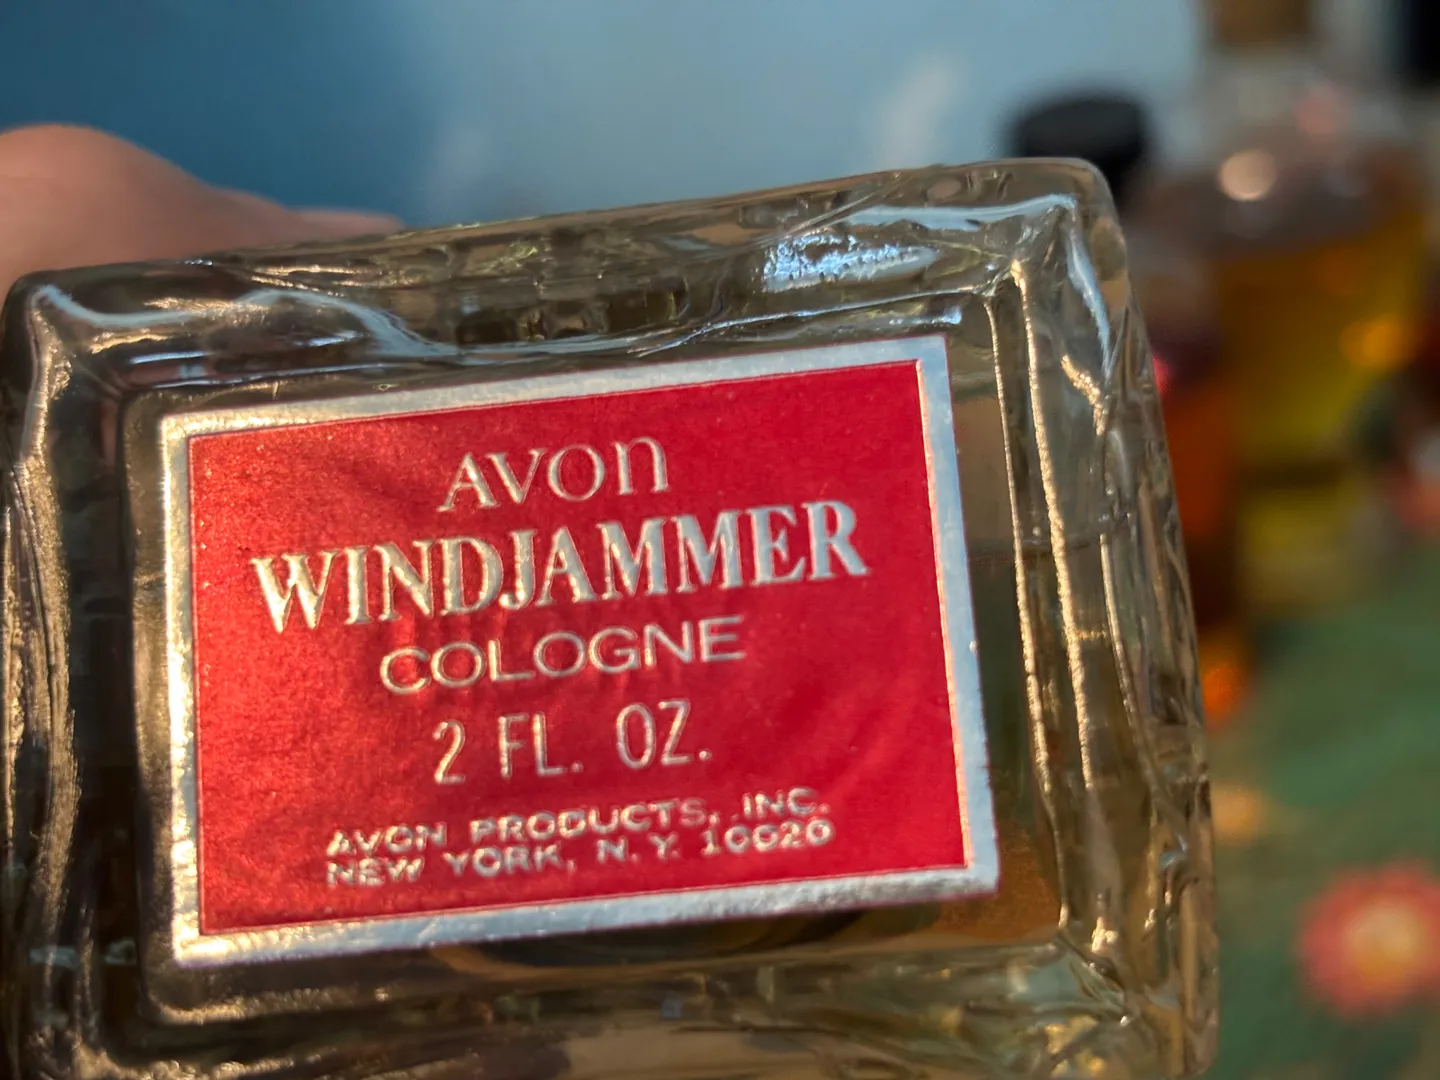 AVON
WINDJAMMER
COLOGNE
2 FL. OZ.
AVON PRODUCTS, INC.
NEW YORK, N.Y. 10020